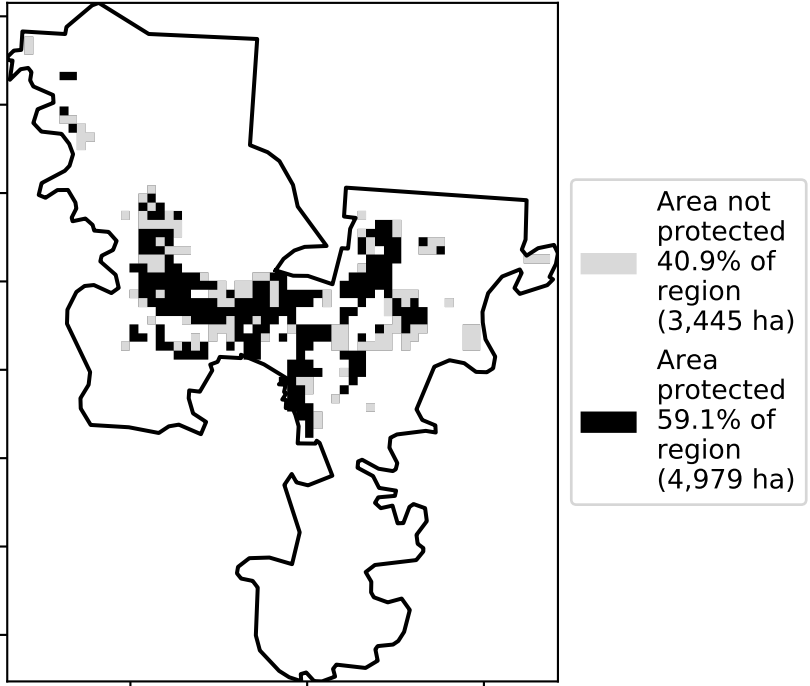 Area not
protected
40.9% of
region
(3,445 ha)
Area
protected
59.1% of
region
(4,979 ha)